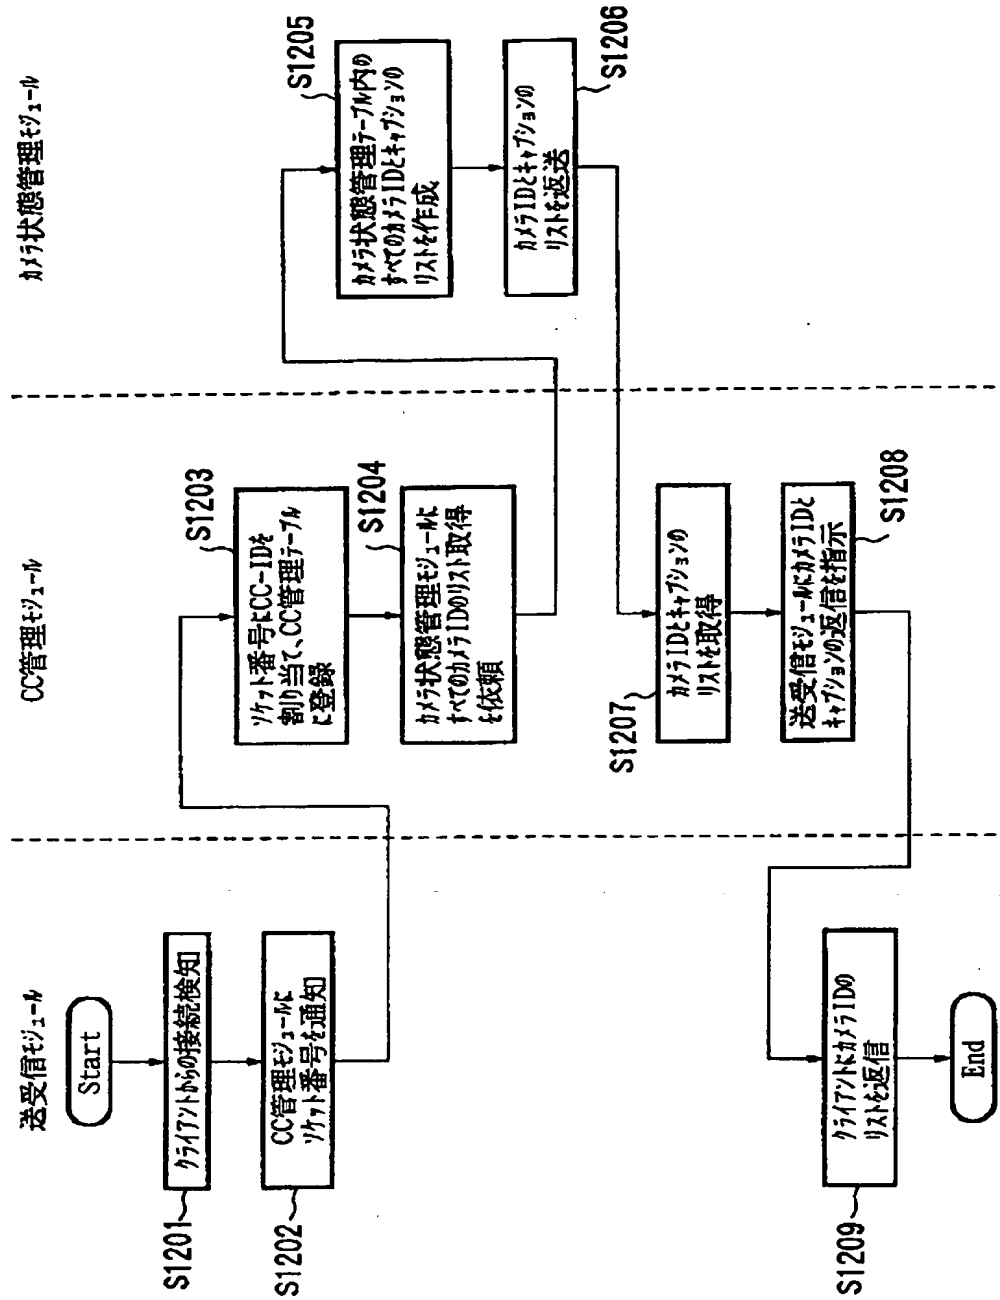 送受信モジュール
Start
クライアントからの接続検知
S1201
CC管理モジュールに
ソケット番号を通知
S1202
CC管理モジュール
ソケット番号にCC-IDを
割り当て、CC管理テーブル
に登録
S1203
カメラ状態管理モジュールに
すべてのカメラIDのリスト取得
を依頼
S1204
カメラ状態管理モジュール
カメラ状態管理テーブル内の
すべてのカメラIDとキャプションの
リストを作成
S1205
カメラIDとキャプションの
リストを返送
S1206
カメラIDとキャプションの
リストを取得
S1207
送受信モジュールにカメラIDと
キャプションの返信を指示
S1208
クライアントにカメラIDの
リストを返信
S1209
End